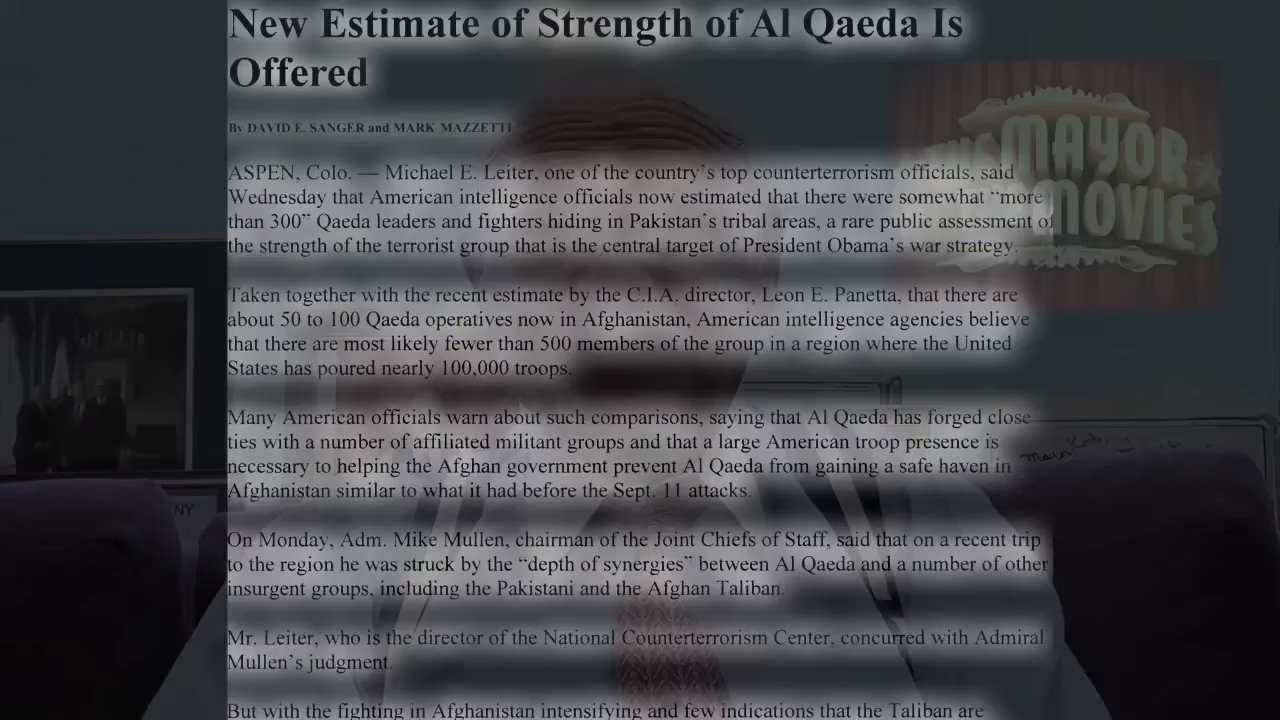 New Estimate of Strength of Al Qaeda Is
Offered
By DAVID E. SANGER and MARK MAZZETTI
ASPEN, Colo. — Michael E. Leiter, one of the country's top counterterrorism officials, said
Wednesday that American intelligence officials now estimated that there were somewhat “more
than 300” Qaeda leaders and fighters hiding in Pakistan's tribal areas, a rare public assessment of
the strength of the terrorist group that is the central target of President Obama's war strategy.
Taken together with the recent estimate by the C.I.A. director, Leon E. Panetta, that there are
about 50 to 100 Qaeda operatives now in Afghanistan, American intelligence agencies believe
that there are most likely fewer than 500 members of the group in a region where the United
States has poured nearly 100,000 troops.
Many American officials warn about such comparisons, saying that Al Qaeda has forged close
ties with a number of affiliated militant groups and that a large American troop presence is
necessary to helping the Afghan government prevent Al Qaeda from gaining a safe haven in
Afghanistan similar to what it had before the Sept. 11 attacks.
On Monday, Adm. Mike Mullen, chairman of the Joint Chiefs of Staff, said that on a recent trip
to the region he was struck by the “depth of synergies” between Al Qaeda and a number of other
insurgent groups, including the Pakistani and the Afghan Taliban.
Mr. Leiter, who is the director of the National Counterterrorism Center, concurred with Admiral
Mullen's judgment.
But with the fighting in Afghanistan intensifying and few indications that the Taliban are
MAYOR
MOVIES
NY